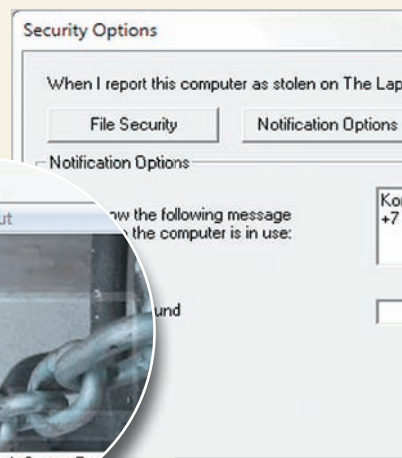 Security Options
When I report this computer as stolen on The Lap
File Security
Notification Options
Notification Options
ow the following message
the computer is in use:
Kor
+7
ut
und